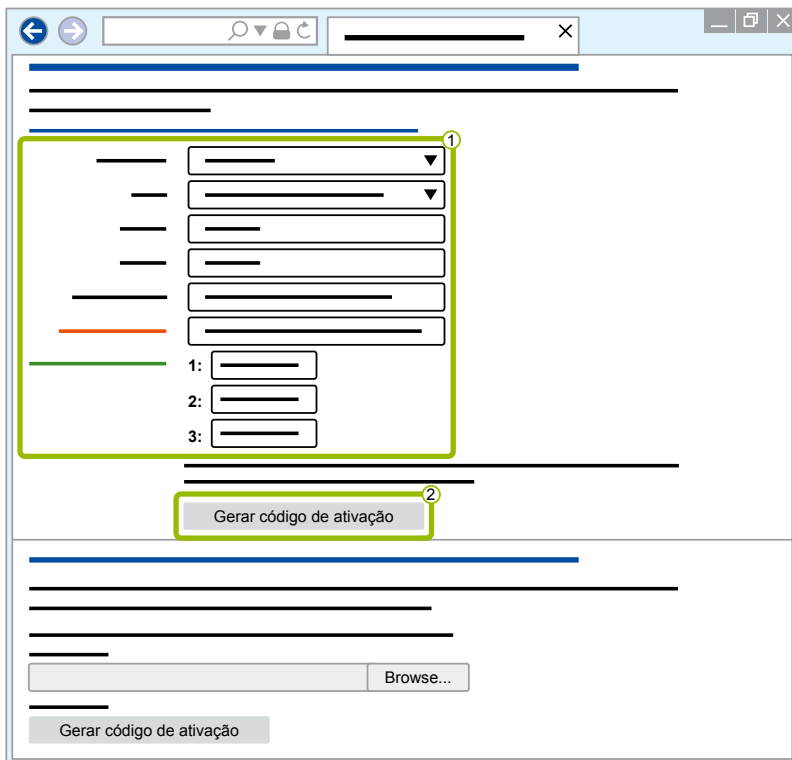 1
1:
2:
3:
2
Gerar código de ativação
Browse...
Gerar código de ativação